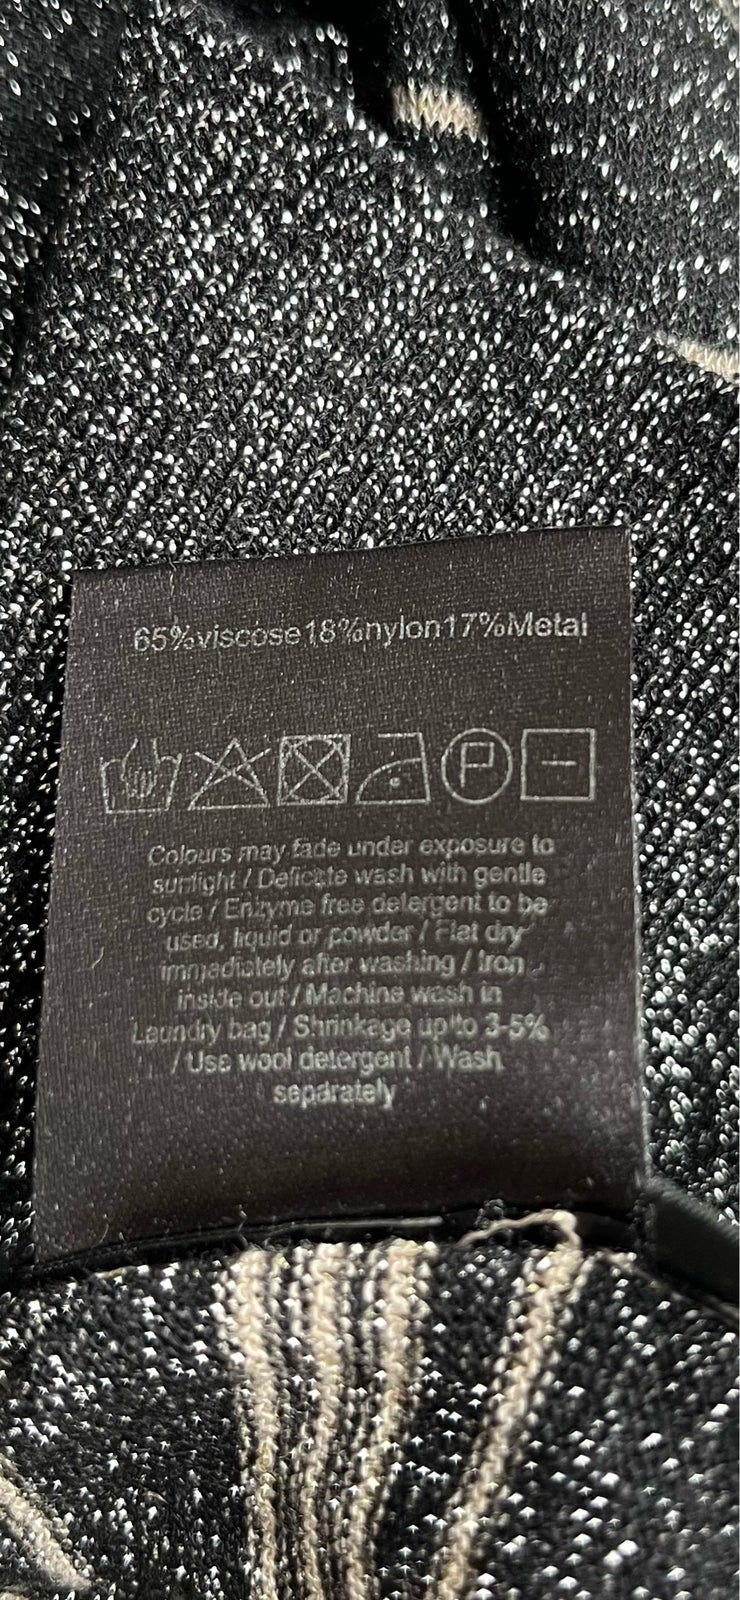 65%viscose18%nylon17%Metal
P
Colours may fade under exposure to
sunlight / Delicate wash with gentle
cycle / Enzyme free detergent to be
used, liquid or powder / Flat dry
immadiately after washing / Iron
inside out / Machine wash in
Laundry bag / Shrinkage up to 3-5%
/ Use wool detergent / Wash
separately